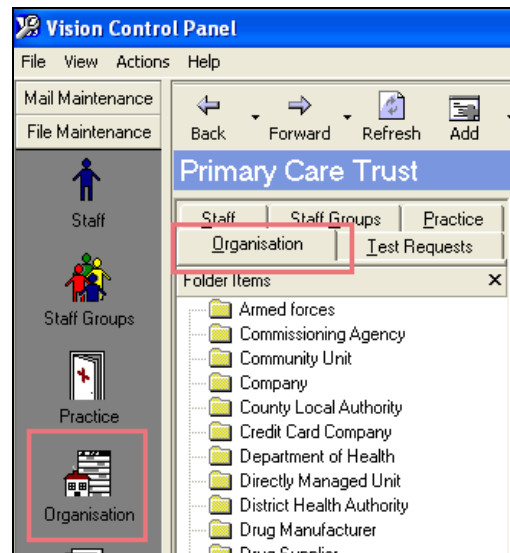 Vision Control Panel
File View Actions Help
Mail Maintenance
File Maintenance
Staff
Staff Groups
Practice
Organisation
Back Forward Refresh Add
Primary Care Trust
Staff Staff Groups Practice
Organisation Test Requests
Folder Items
Armed forces
Commissioning Agency
Community Unit
Company
County Local Authority
Credit Card Company
Department of Health
Directly Managed Unit
District Health Authority
Drug Manufacturer
Drug Supplier